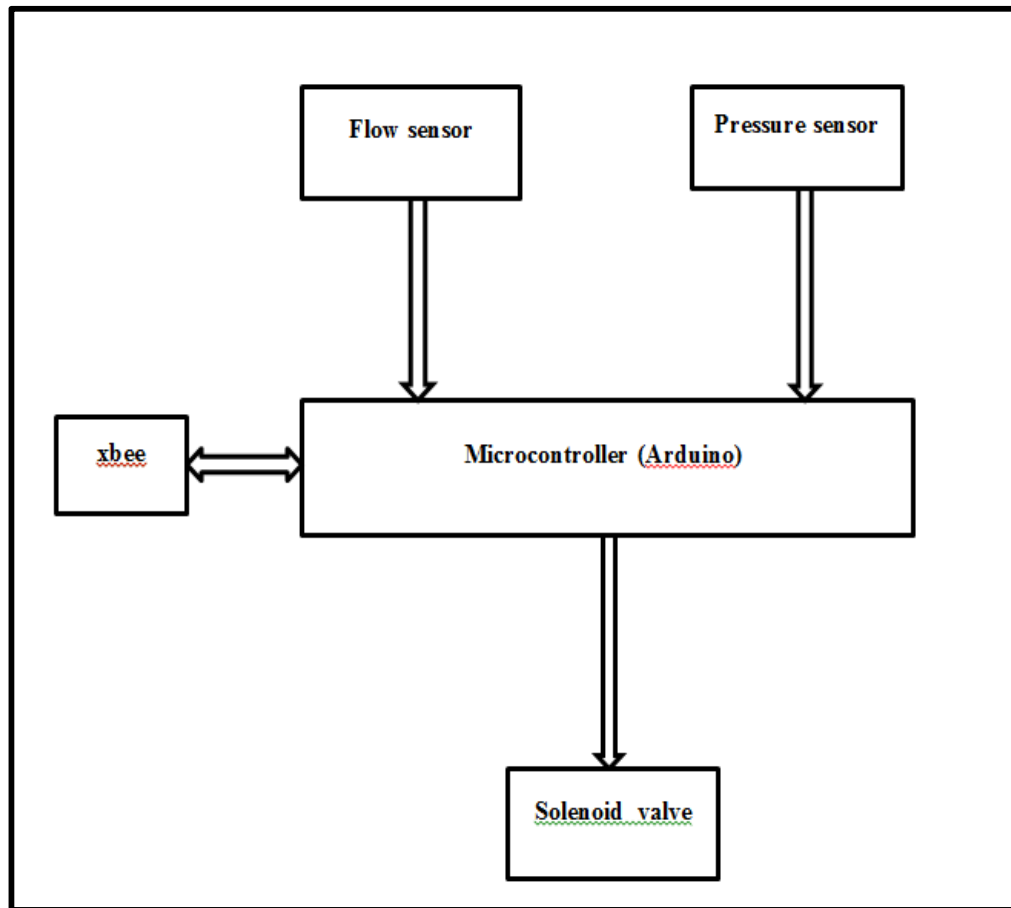 Flow sensor
Pressure sensor
xbee
Microcontroller (Arduino)
Solenoid valve